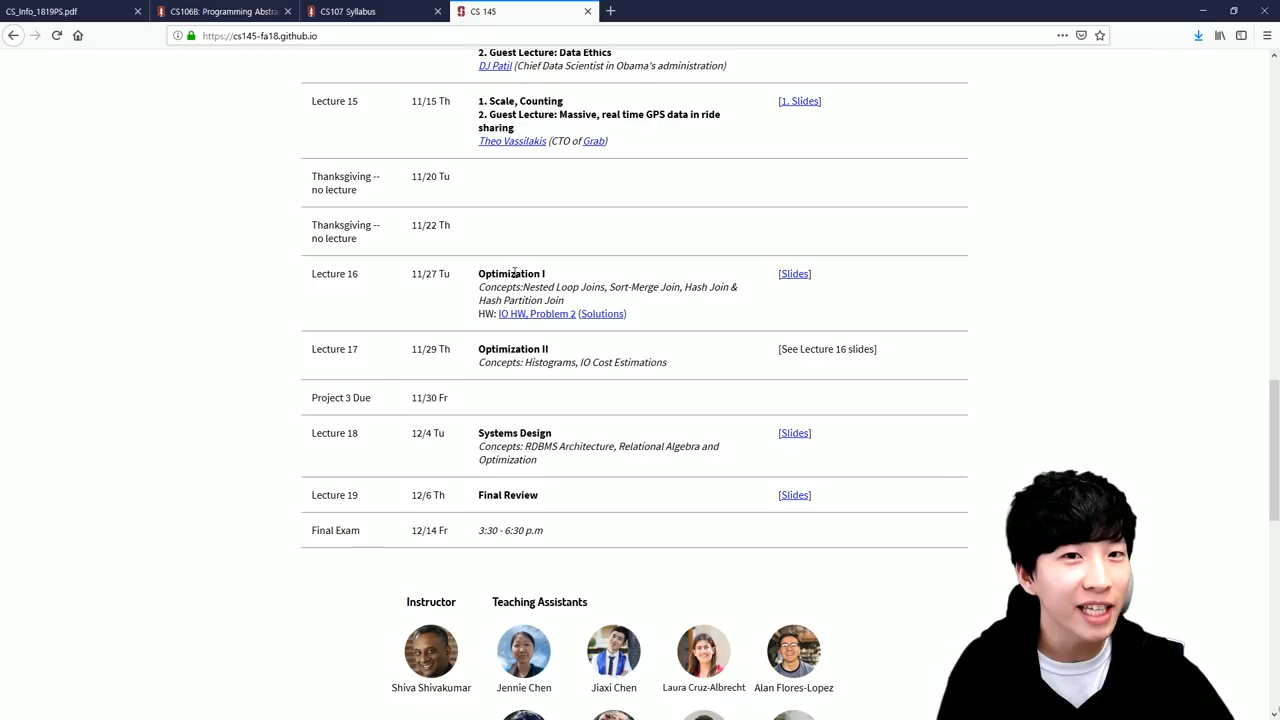 CS_Info_1819PS.pdf
CS106B: Programming Abstra
CS107 Syllabus
CS 145
https://cs145-fa18.github.io
2. Guest Lecture: Data Ethics
DJ Patil (Chief Data Scientist in Obama's administration)
Lecture 15 11/15 Th 1. Scale, Counting [1. Slides]
2. Guest Lecture: Massive, real time GPS data in ride
sharing
Theo Vassilakis (CTO of Grab)
Thanksgiving -- 11/20 Tu
no lecture
Thanksgiving -- 11/22 Th
no lecture
Lecture 16 11/27 Tu Optimization I [Slides]
Concepts:Nested Loop Joins, Sort-Merge Join, Hash Join &
Hash Partition Join
HW: IO HW, Problem 2 (Solutions)
Lecture 17 11/29 Th Optimization II [See Lecture 16 slides]
Concepts: Histograms, IO Cost Estimations
Project 3 Due 11/30 Fr
Lecture 18 12/4 Tu Systems Design [Slides]
Concepts: RDBMS Architecture, Relational Algebra and
Optimization
Lecture 19 12/6 Th Final Review [Slides]
Final Exam 12/14 Fr 3:30 - 6:30 p.m
Instructor Teaching Assistants
Shiva Shivakumar Jennie Chen Jiaxi Chen Laura Cruz-Albrecht Alan Flores-Lopez